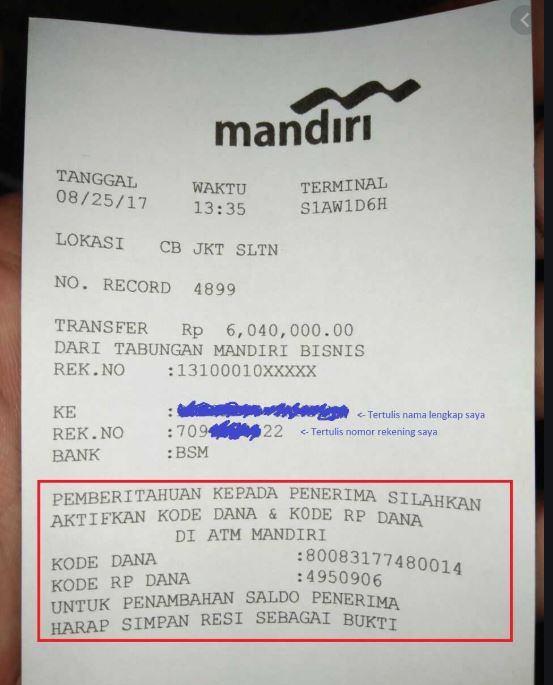 mandiri
TANGGAL WAKTU TERMINAL
08/25/17 13:35 S1AW1D6H
LOKASI CB JKT SLTN
NO. RECORD 4899
TRANSFER Rp 6,040,000.00
DARI TABUNGAN MANDIRI BISNIS
REK.NO :13100010XXXXX
KE : <- Tertulis nama lengkap saya
REK.NO :709 22 <- Tertulis nomor rekening saya
BANK :BSM
PEMBERITAHUAN KEPADA PENERIMA SILAHKAN
AKTIFKAN KODE DANA & KODE RP DANA
DI ATM MANDIRI
KODE DANA :80083177480014
KODE RP DANA :4950906
UNTUK PENAMBAHAN SALDO PENERIMA
HARAP SIMPAN RESI SEBAGAI BUKTI